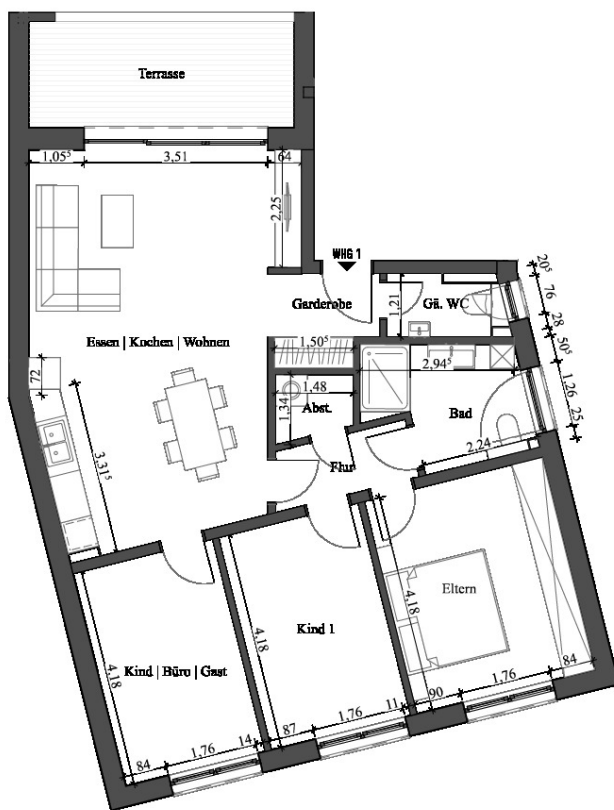 Terrasse
1,05⁵ 3,51 64
2,25
WHG 1
Garderobe
1,21
Gä. WC
20⁵
76
28
50⁵
1,26
25
Essen | Kochen | Wohnen
1,50⁵
2,94⁵
72
1,48
1,34
Abst.
Bad
2,24
3,31⁵
Flur
Eltern
4,18
Kind 1
4,18
Kind | Büro | Gast
4,18
84 1,76 14
87 1,76 11
90 1,76 84